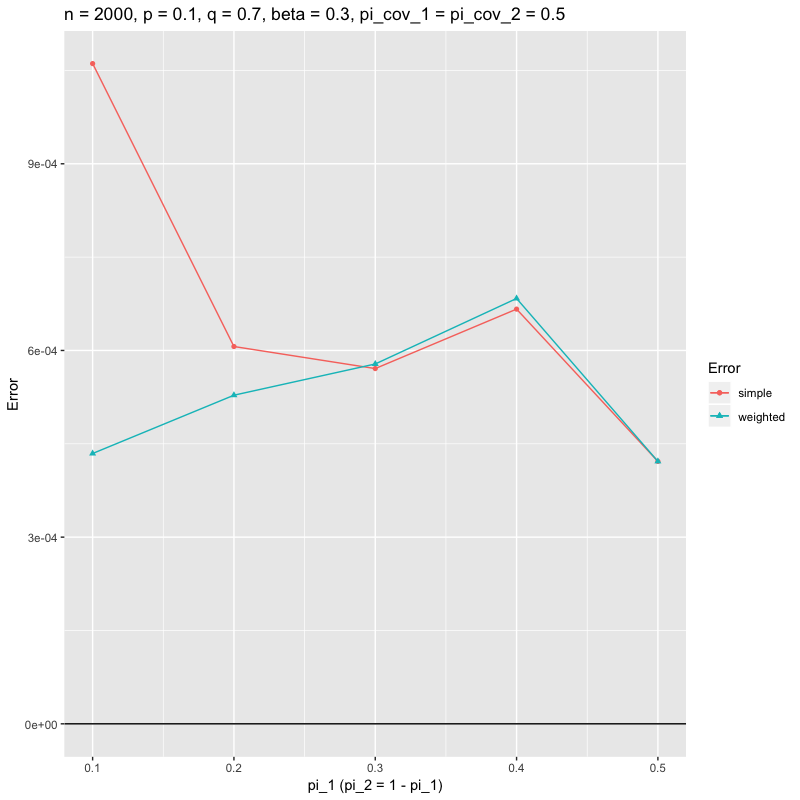 n = 2000, p = 0.1, q = 0.7, beta = 0.3, pi_cov_1 = pi_cov_2 = 0.5
Error
9e-04
6e-04
3e-04
0e+00
0.1 0.2 0.3 0.4 0.5
pi_1 (pi_2 = 1 - pi_1)
Error
simple
weighted